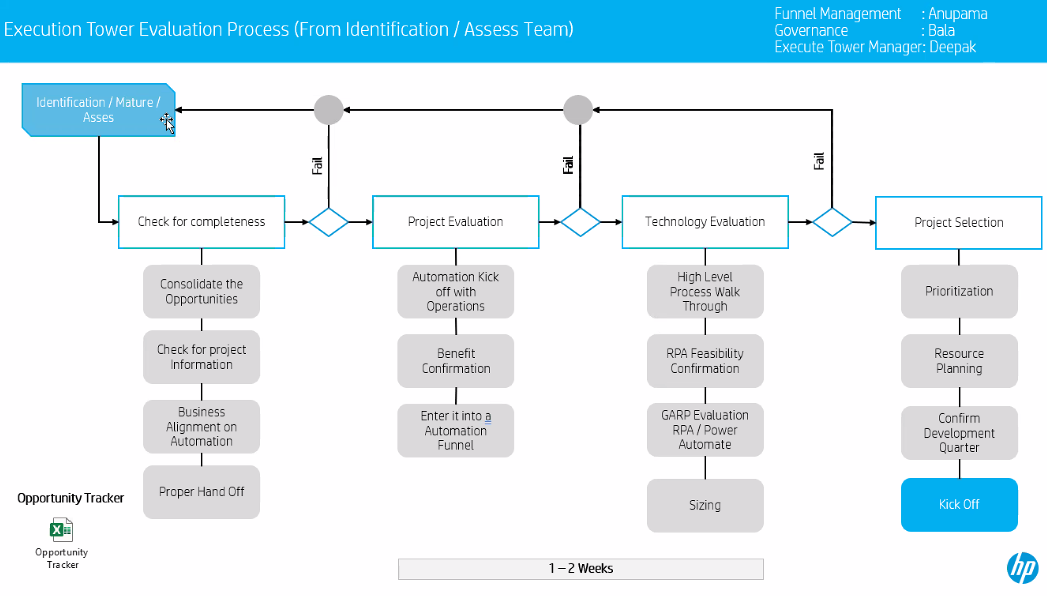 Execution Tower Evaluation Process (From Identification / Assess Team)
Funnel Management : Anupama
Governance : Bala
Execute Tower Manager: Deepak
Identification / Mature /
Asses
Fail
Fail
Fail
Check for completeness
Project Evaluation
Technology Evaluation
Project Selection
Consolidate the
Opportunities
Check for project
Information
Business
Alignment on
Automation
Proper Hand Off
Automation Kick
off with
Operations
Benefit
Confirmation
Enter it into a
Automation
Funnel
High Level
Process Walk
Through
RPA Feasibility
Confirmation
GARP Evaluation
RPA / Power
Automate
Sizing
Prioritization
Resource
Planning
Confirm
Development
Quarter
Kick Off
Opportunity Tracker
Opportunity
Tracker
1 – 2 Weeks
hp